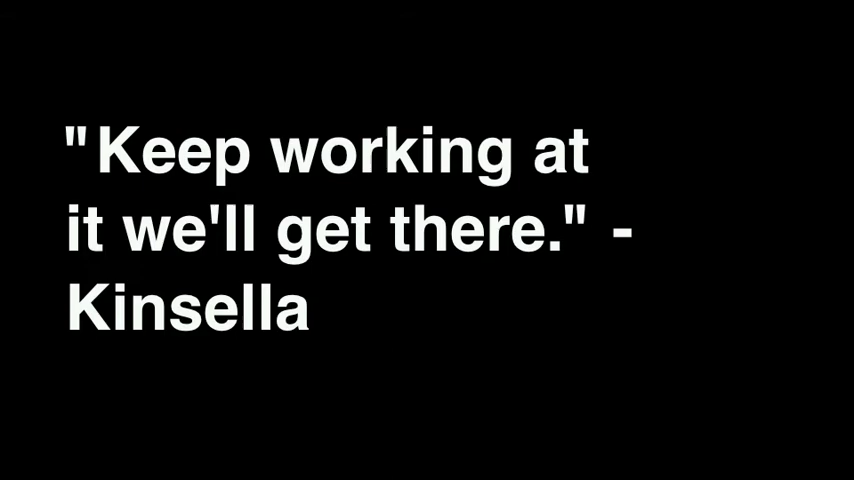 "Keep working at
it we'll get there." -
Kinsella